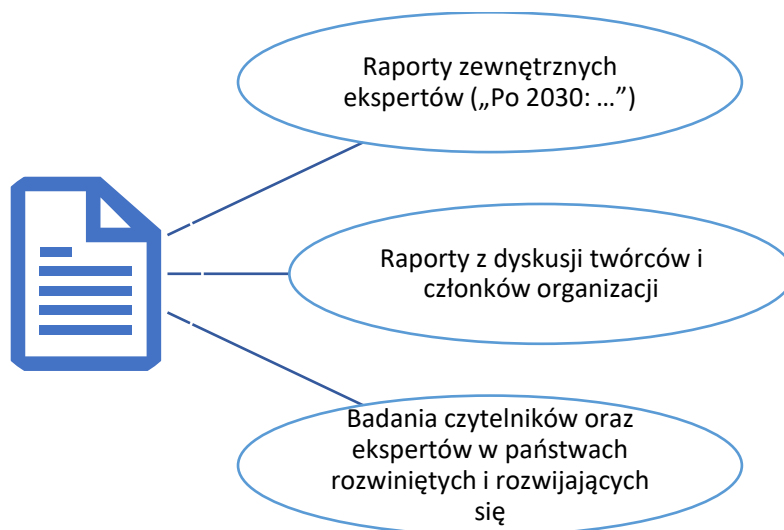 Raporty zewnętrznych
ekspertów („Po 2030: …”)
Raporty z dyskusji twórców i
członków organizacji
Badania czytelników oraz
ekspertów w państwach
rozwiniętych i rozwijających
się